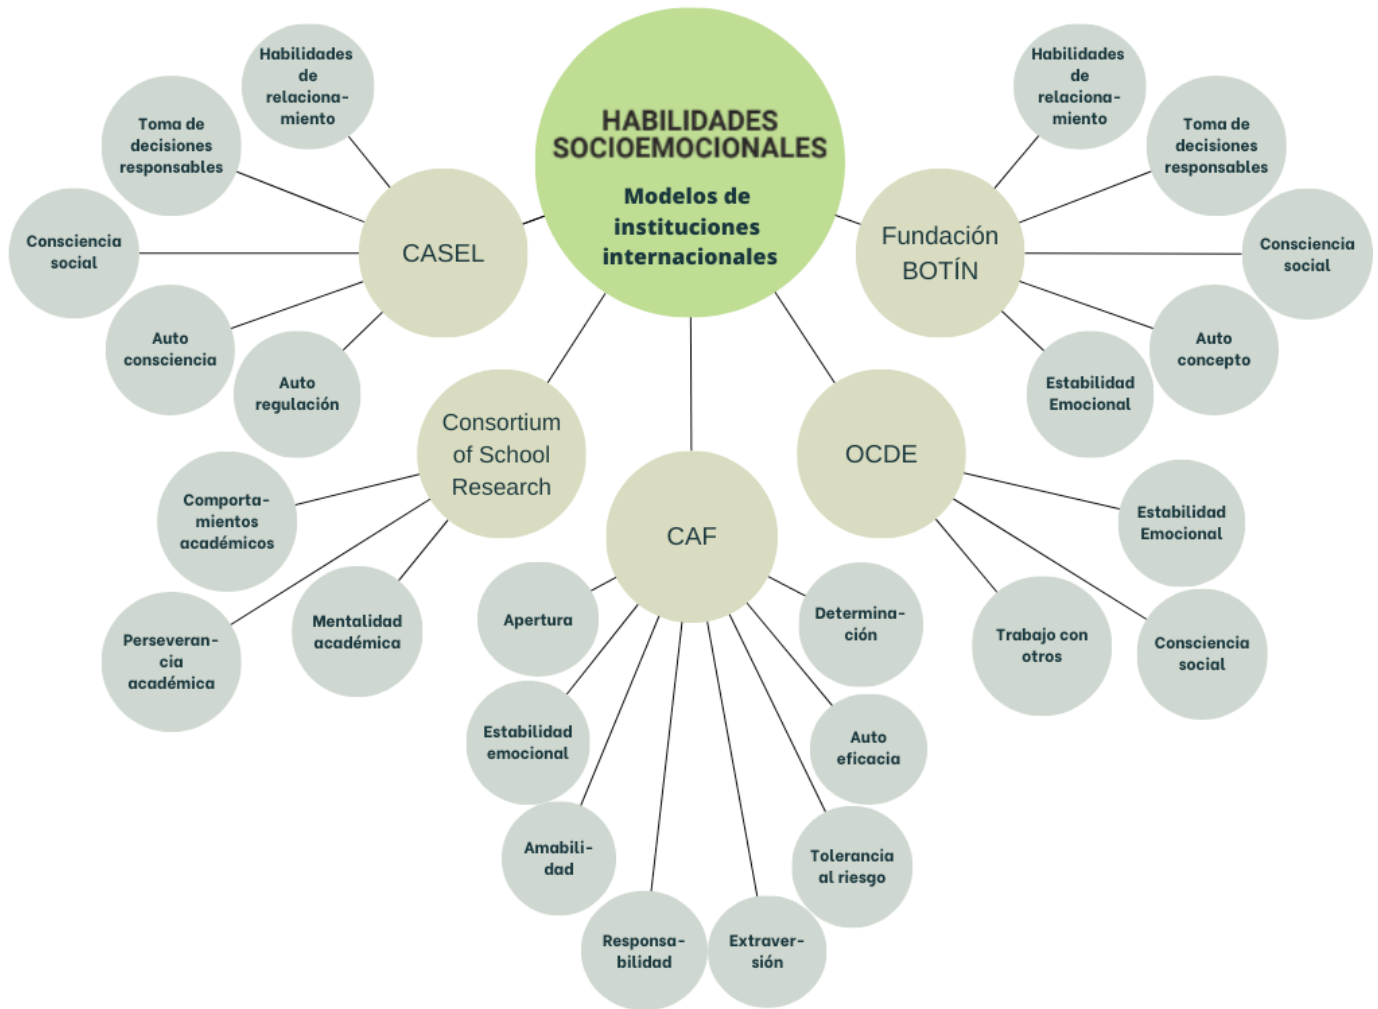 HABILIDADES
SOCIOEMOCIONALES
Modelos de
instituciones
internacionales
CASEL
Habilidades
de
relaciona-
miento
Toma de
decisiones
responsables
Consciencia
social
Auto
consciencia
Auto
regulación
Consortium
of School
Research
Comporta-
mientos
académicos
Perseveran-
cia
académica
Mentalidad
académica
CAF
Apertura
Estabilidad
emocional
Amabili-
dad
Responsa-
bilidad
Extraver-
sión
Tolerancia
al riesgo
Auto
eficacia
Determina-
ción
OCDE
Estabilidad
Emocional
Consciencia
social
Trabajo con
otros
Fundación
BOTÍN
Habilidades
de
relaciona-
miento
Toma de
decisiones
responsables
Consciencia
social
Auto
concepto
Estabilidad
Emocional